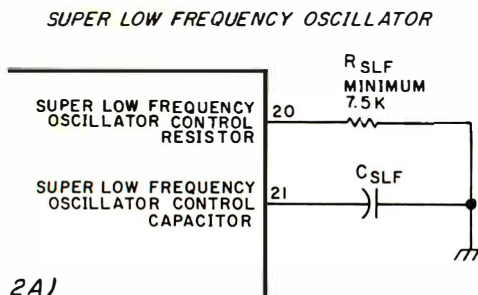 SUPER LOW FREQUENCY OSCILLATOR
R SLF
MINIMUM
7.5K
SUPER LOW FREQUENCY
OSCILLATOR CONTROL
RESISTOR
20
SUPER LOW FREQUENCY
OSCILLATOR CONTROL
CAPACITOR
21
C SLF
2A)